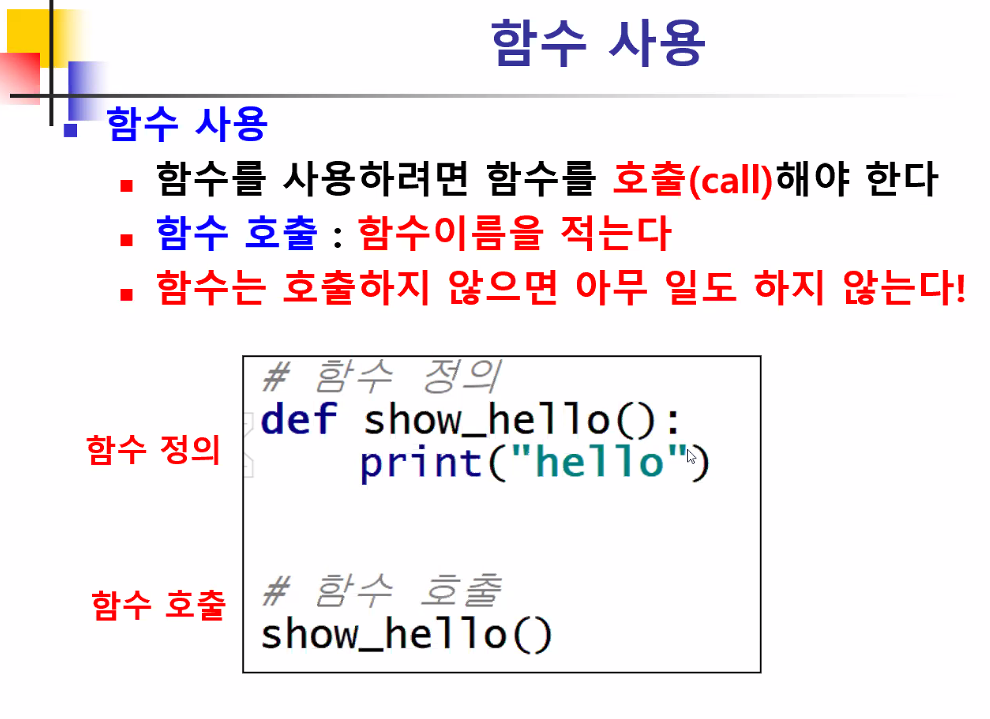 함수 사용
함수 사용
함수를 사용하려면 함수를 호출(call)해야 한다
함수 호출 : 함수이름을 적는다
함수는 호출하지 않으면 아무 일도 하지 않는다!
# 함수 정의
def show_hello():
함수 정의
print("hello")
# 함수 호출
함수 호출
show_hello()